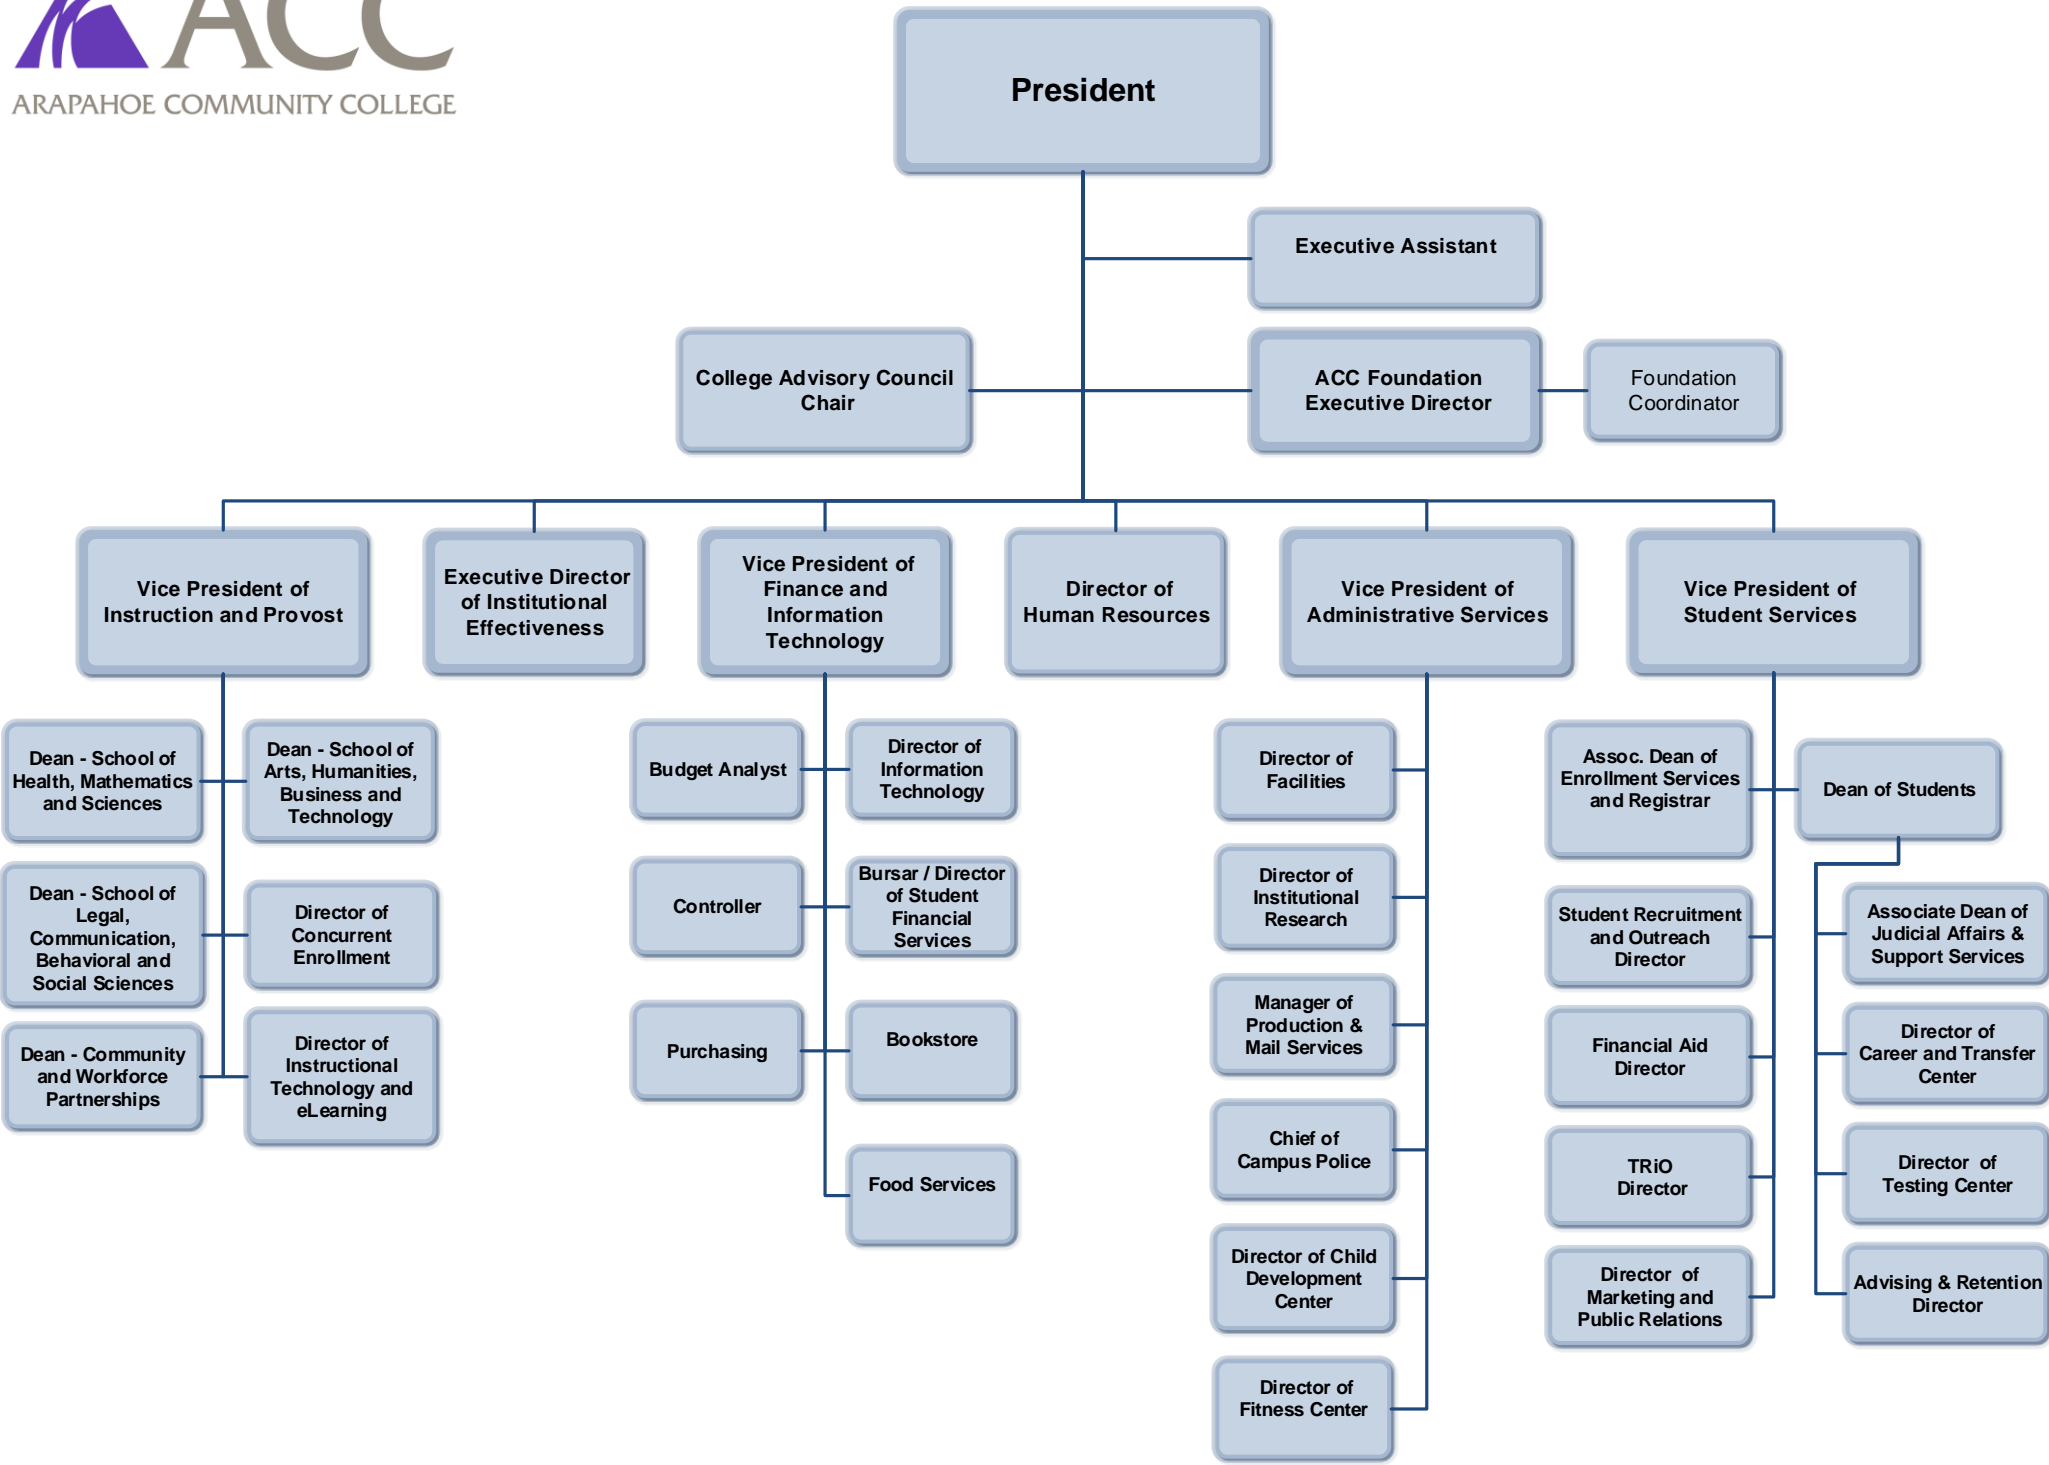 ACC
ARAPAHOE COMMUNITY COLLEGE
President
Executive Assistant
College Advisory Council
Chair
ACC Foundation
Executive Director
Foundation
Coordinator
Vice President of
Instruction and Provost
Executive Director
of Institutional
Effectiveness
Vice President of
Finance and
Information
Technology
Director of
Human Resources
Vice President of
Administrative Services
Vice President of
Student Services
Dean - School of
Health, Mathematics
and Sciences
Dean - School of
Arts, Humanities,
Business and
Technology
Dean - School of
Legal,
Communication,
Behavioral and
Social Sciences
Director of
Concurrent
Enrollment
Dean - Community
and Workforce
Partnerships
Director of
Instructional
Technology and
eLearning
Budget Analyst
Director of
Information
Technology
Controller
Bursar / Director
of Student
Financial
Services
Purchasing
Bookstore
Food Services
Director of
Facilities
Director of
Institutional
Research
Manager of
Production &
Mail Services
Chief of
Campus Police
Director of Child
Development
Center
Director of
Fitness Center
Assoc. Dean of
Enrollment Services
and Registrar
Dean of Students
Student Recruitment
and Outreach
Director
Financial Aid
Director
TRiO
Director
Director of
Marketing and
Public Relations
Associate Dean of
Judicial Affairs &
Support Services
Director of
Career and Transfer
Center
Director of
Testing Center
Advising & Retention
Director